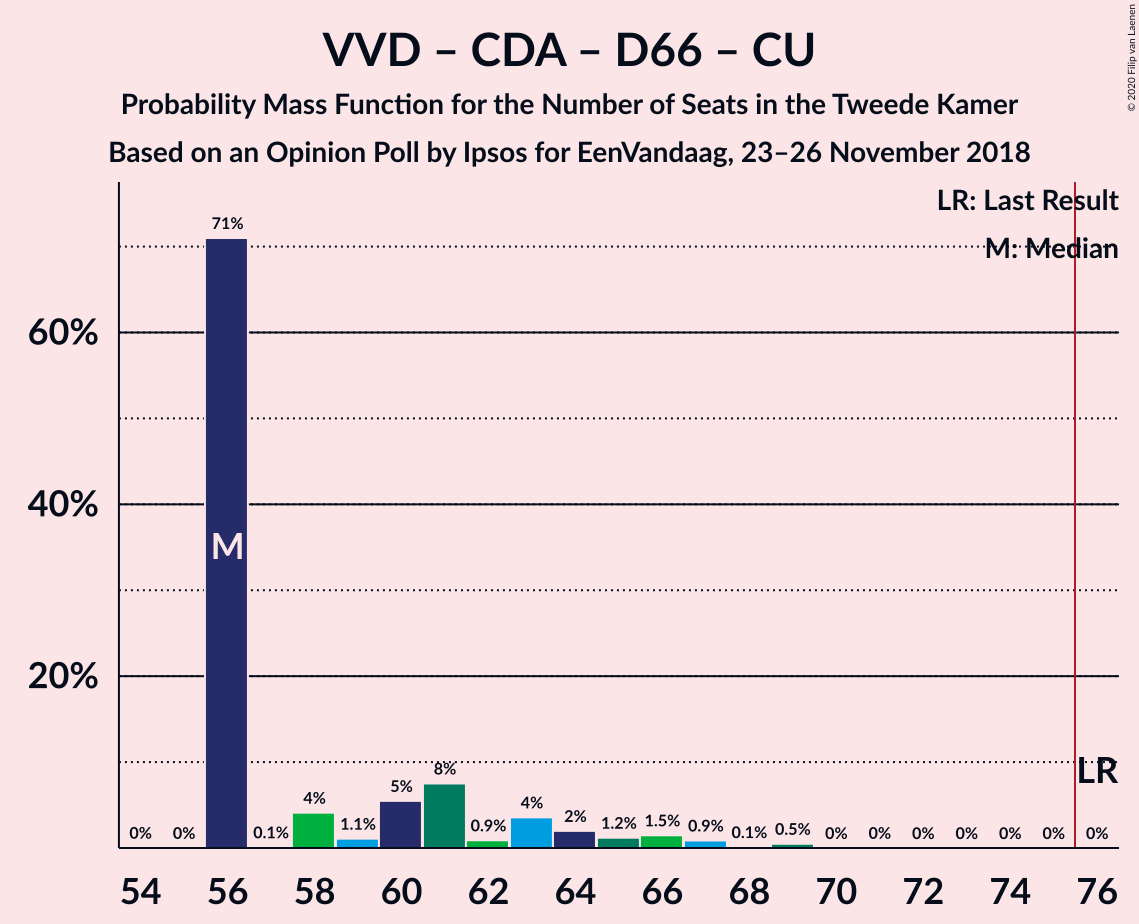 VVD – CDA – D66 – CU
Probability Mass Function for the Number of Seats in the Tweede Kamer
Based on an Opinion Poll by Ipsos for EenVandaag, 23–26 November 2018
© 2020 Filip van Laenen
LR: Last Result
M: Median
60%
40%
20%
0% 0% 71% 0.1% 4% 1.1% 5% 8% 0.9% 4% 2% 1.2% 1.5% 0.9% 0.1% 0.5% 0% 0% 0% 0% 0% 0% 0%
M
LR
54 56 58 60 62 64 66 68 70 72 74 76